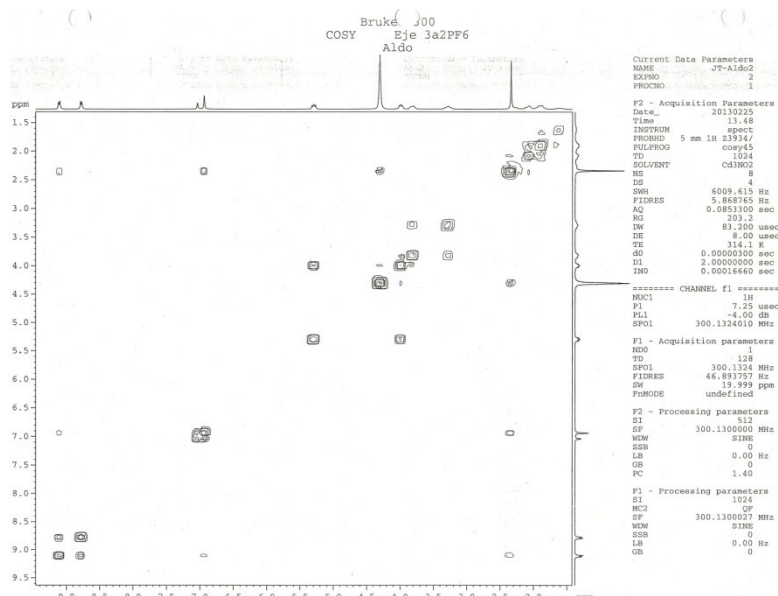 COSY Eje 3a2PF6
Aldo
ppm
1.5
2.0
2.5
3.0
3.5
4.0
4.5
5.0
5.5
6.0
6.5
7.0
7.5
8.0
8.5
9.0
9.5
Current Data Parameters
NAME JT-Aldo2
EXPNO 2
PROCNO 1
F2 - Acquisition Parameters
Date_ 20130225
Time 13.48
INSTRUM spect
PROBHD 5 mm 1H Z3934/
PULPROG cosy45
TD 1024
SOLVENT Cd3NO2
NS 8
DS 4
SWH 6009.615 Hz
FIDRES 5.868765 Hz
AQ 0.0853300 sec
RG 203.2
DW 83.200 usec
DE 8.00 usec
TE 314.1 K
d0 0.00000300 sec
D1 2.00000000 sec
IN0 0.00016660 sec
======== CHANNEL f1 ========
NUC1 1H
P1 7.25 usec
PL1 -4.00 dB
SFO1 300.1324010 MHz
F1 - Acquisition parameters
ND0 1
TD 128
SFO1 300.1324 MHz
FIDRES 46.893757 Hz
SW 19.999 ppm
FnMODE undefined
F2 - Processing parameters
SI 512
SF 300.1300000 MHz
WDW SINE
SSB 0
LB 0.00 Hz
GB 0
PC 1.40
F1 - Processing parameters
SI 1024
MC2 QF
SF 300.1300027 MHz
WDW SINE
SSB 0
LB 0.00 Hz
GB 0